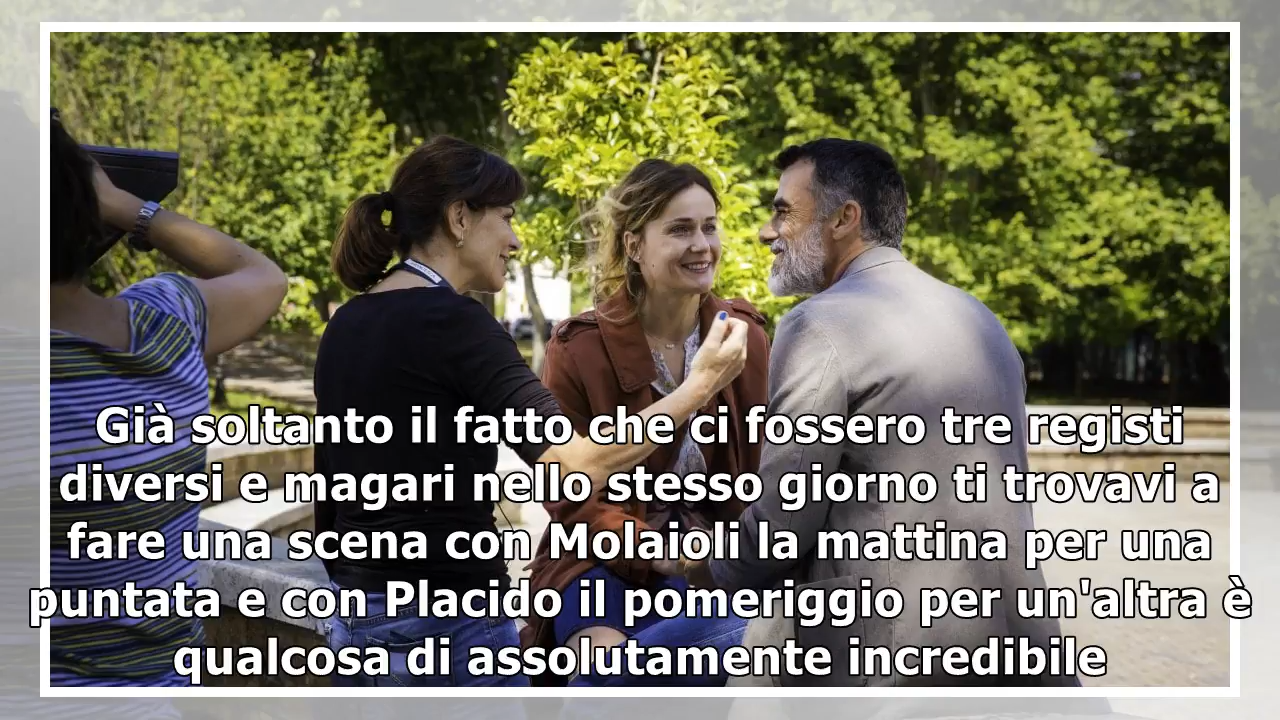 Già soltanto il fatto che ci fossero tre registi
diversi e magari nello stesso giorno ti trovavi a
fare una scena con Molaioli la mattina per una
puntata e con Placido il pomeriggio per un'altra è
qualcosa di assolutamente incredibile